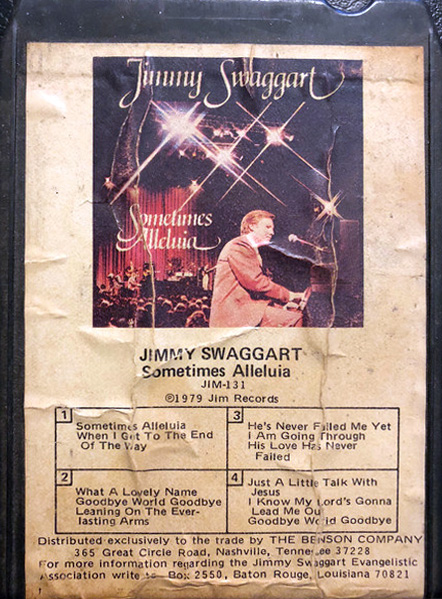 Jimmy Swaggart
Sometimes
Alleluia
JIMMY SWAGGART
Sometimes Alleluia
JIM-131
©1979 Jim Records
1
Sometimes Alleluia
When I Get To The End
Of The Way
2
What A Lovely Name
Goodbye World Goodbye
Leaning On The Ever-
lasting Arms
3
He's Never Failed Me Yet
I Am Going Through
His Love Has Never
Failed
4
Just A Little Talk With
Jesus
I Know My Lord's Gonna
Lead Me Ou
Goodbye World Goodbye
Distributed exclusively to the trade by THE BENSON COMPANY
365 Great Circle Road, Nashville, Tennessee 37228
For more information regarding the Jimmy Swaggart Evangelistic
Association write to Box 2550, Baton Rouge, Louisiana 70821